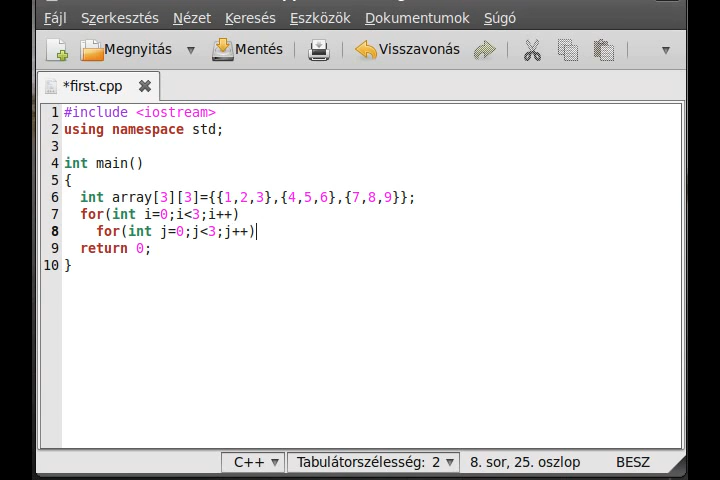 Fájl Szerkesztés Nézet Keresés Eszközök Dokumentumok Súgó
Megnyitás Mentés Visszavonás
*first.cpp
1 #include <iostream>
2 using namespace std;
3
4 int main()
5 {
6   int array[3][3]={{1,2,3},{4,5,6},{7,8,9}};
7   for(int i=0;i<3;i++)
8     for(int j=0;j<3;j++)
9   return 0;
10 }
C++ Tabulátorszélesség: 2 8. sor, 25. oszlop BESZ